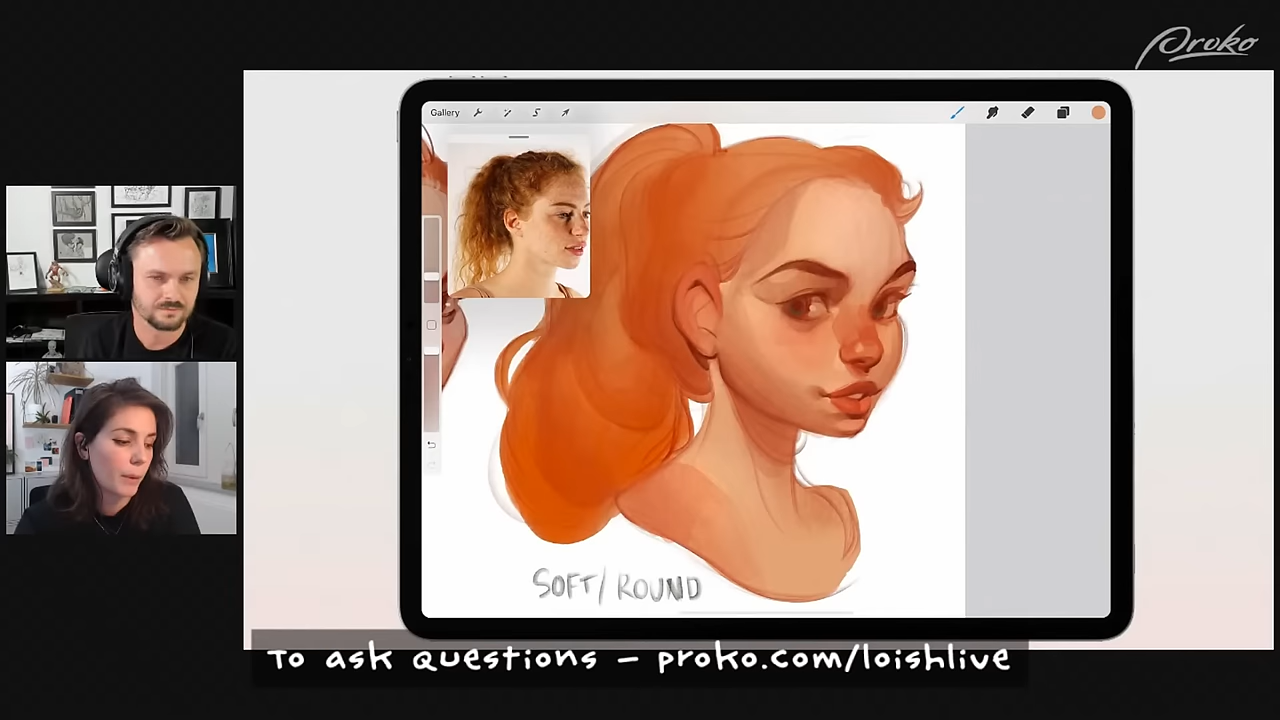 Proko
Gallery
SOFT/ROUND
To ask questions – proko.com/loishlive